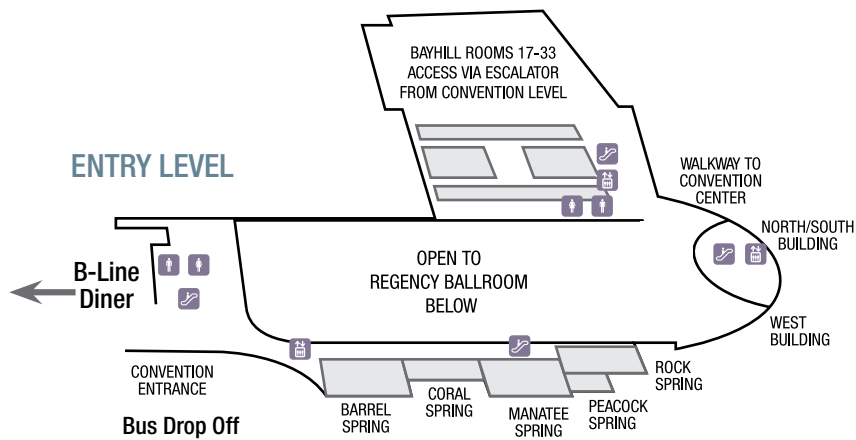 BAYHILL ROOMS 17-33
ACCESS VIA ESCALATOR
FROM CONVENTION LEVEL
ENTRY LEVEL
WALKWAY TO
CONVENTION
CENTER
NORTH/SOUTH
BUILDING
B-Line
Diner
OPEN TO
REGENCY BALLROOM
BELOW
WEST
BUILDING
CONVENTION
ENTRANCE
Bus Drop Off
BARREL
SPRING
CORAL
SPRING
MANATEE
SPRING
PEACOCK
SPRING
ROCK
SPRING